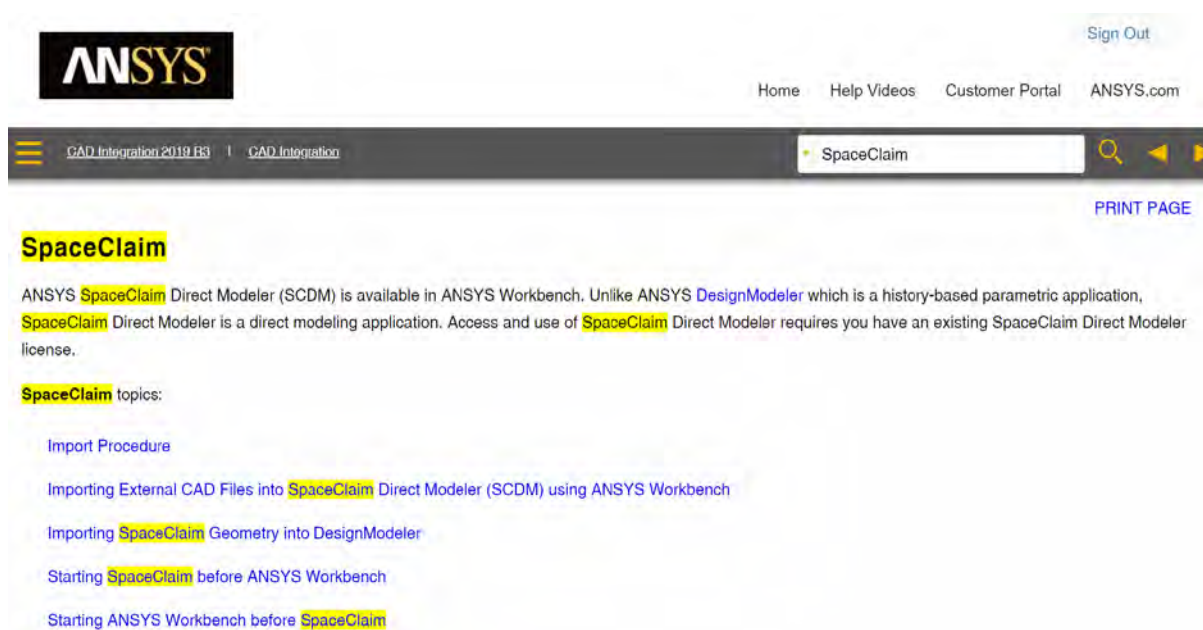 ANSYS
Sign Out
Home Help Videos Customer Portal ANSYS.com
CAD Integration 2019 R3 | CAD Integration
SpaceClaim
PRINT PAGE
SpaceClaim
ANSYS SpaceClaim Direct Modeler (SCDM) is available in ANSYS Workbench. Unlike ANSYS DesignModeler which is a history-based parametric application,
SpaceClaim Direct Modeler is a direct modeling application. Access and use of SpaceClaim Direct Modeler requires you have an existing SpaceClaim Direct Modeler
license.
SpaceClaim topics:
Import Procedure
Importing External CAD Files into SpaceClaim Direct Modeler (SCDM) using ANSYS Workbench
Importing SpaceClaim Geometry into DesignModeler
Starting SpaceClaim before ANSYS Workbench
Starting ANSYS Workbench before SpaceClaim